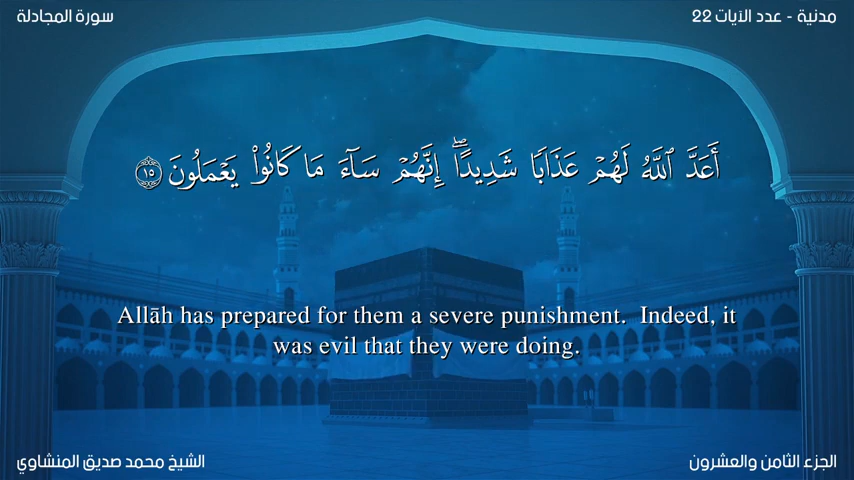 مدنية - عدد الآيات 22
سورة المجادلة
أَعَدَّ ٱللَّهُ لَهُمۡ عَذَابٗا شَدِيدًاۖ إِنَّهُمۡ سَآءَ مَا كَانُواْ يَعۡمَلُونَ ١٥
Allāh has prepared for them a severe punishment. Indeed, it
was evil that they were doing.
الجزء الثامن والعشرون
الشيخ محمد صديق المنشاوي